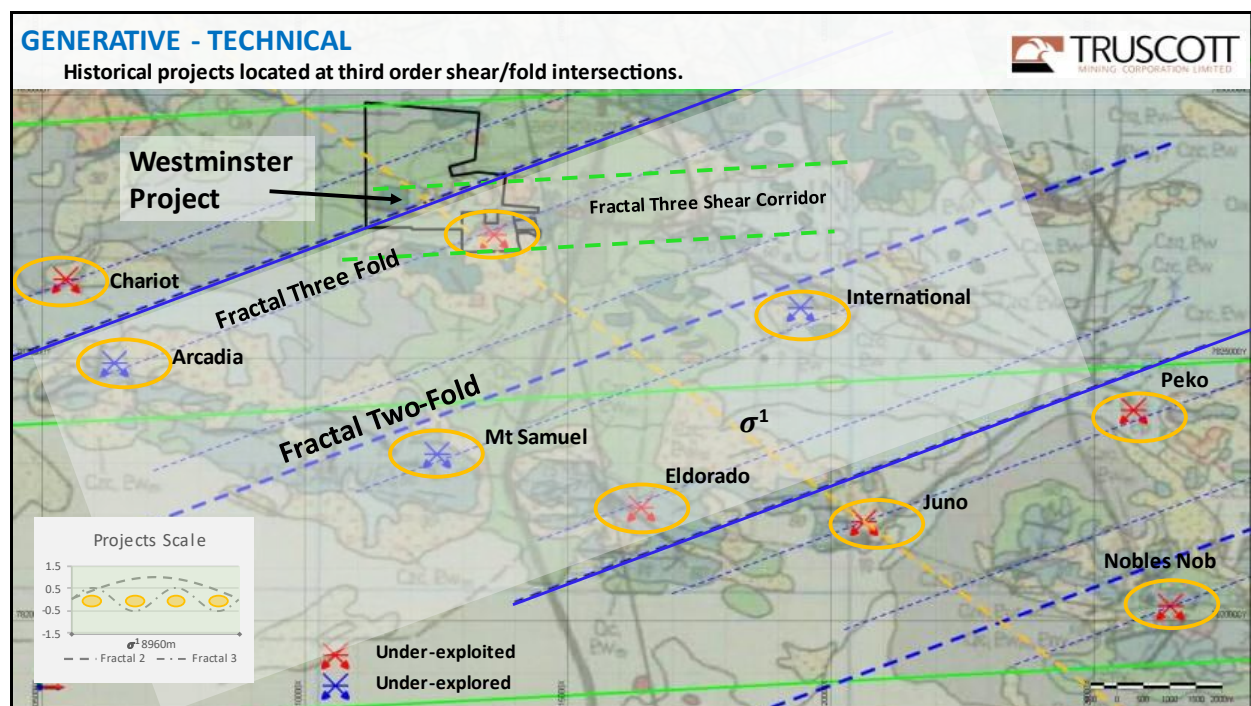 GENERATIVE - TECHNICAL
Historical projects located at third order shear/fold intersections.
TRUSCOTT
MINING CORPORATION LIMITED
Westminster
Project
Fractal Three Shear Corridor
Chariot
Fractal Three Fold
International
Arcadia
Peko
Fractal Two-Fold
σ¹
Mt Samuel
Eldorado
Juno
Nobles Nob
Projects Scale
1.5
0.5
-0.5
-1.5
σ¹ 8960m
Fractal 2
Fractal 3
Under-exploited
Under-explored